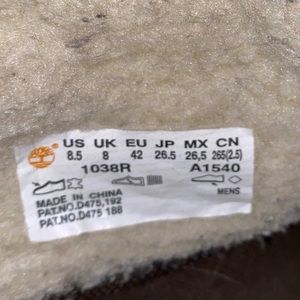 US UK EU JP MX CN
8.5 8 42 26.5 26,5 265(2.5)
1038R A1540
MENS
MADE IN CHINA
PAT.NO.D475,192
PAT.NO.D475 188